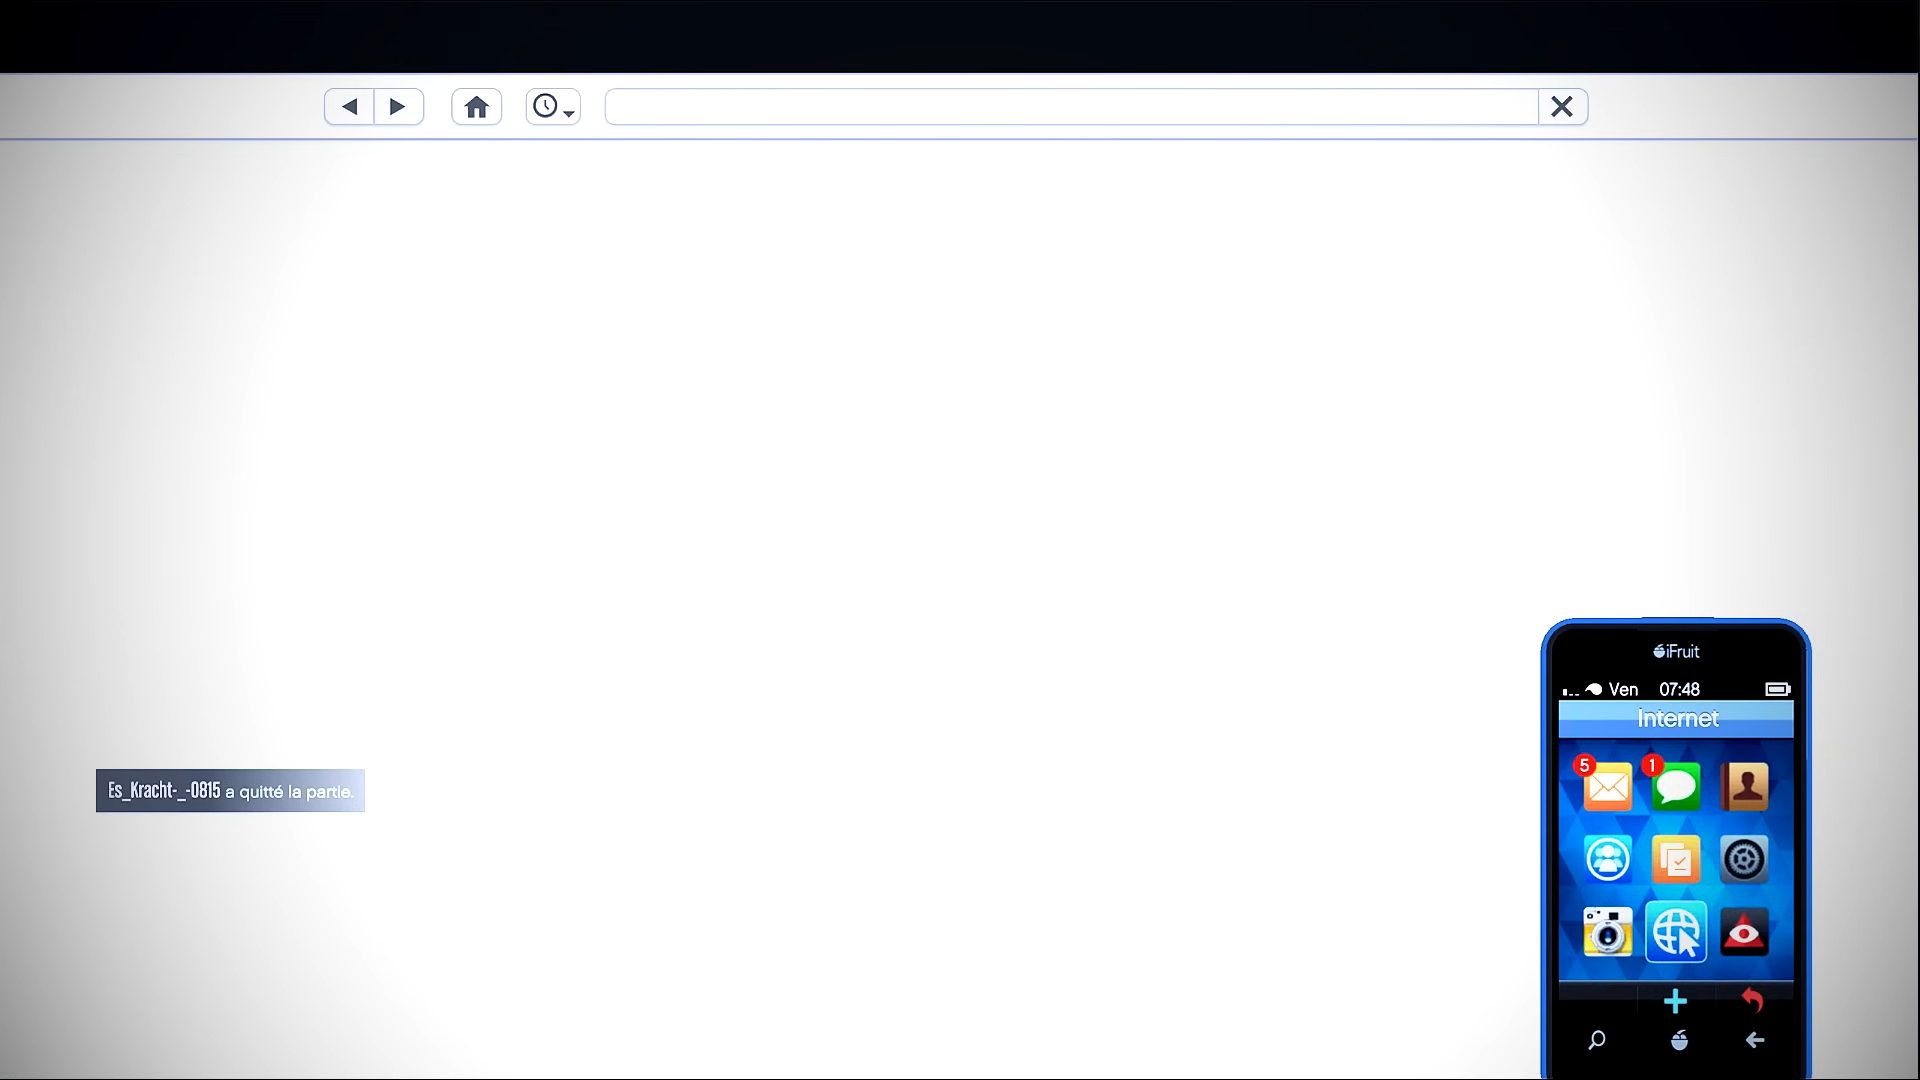 iFruit
Ven 07:48
Internet
5
1
Es_Kracht-_-0815 a quitté la partie.